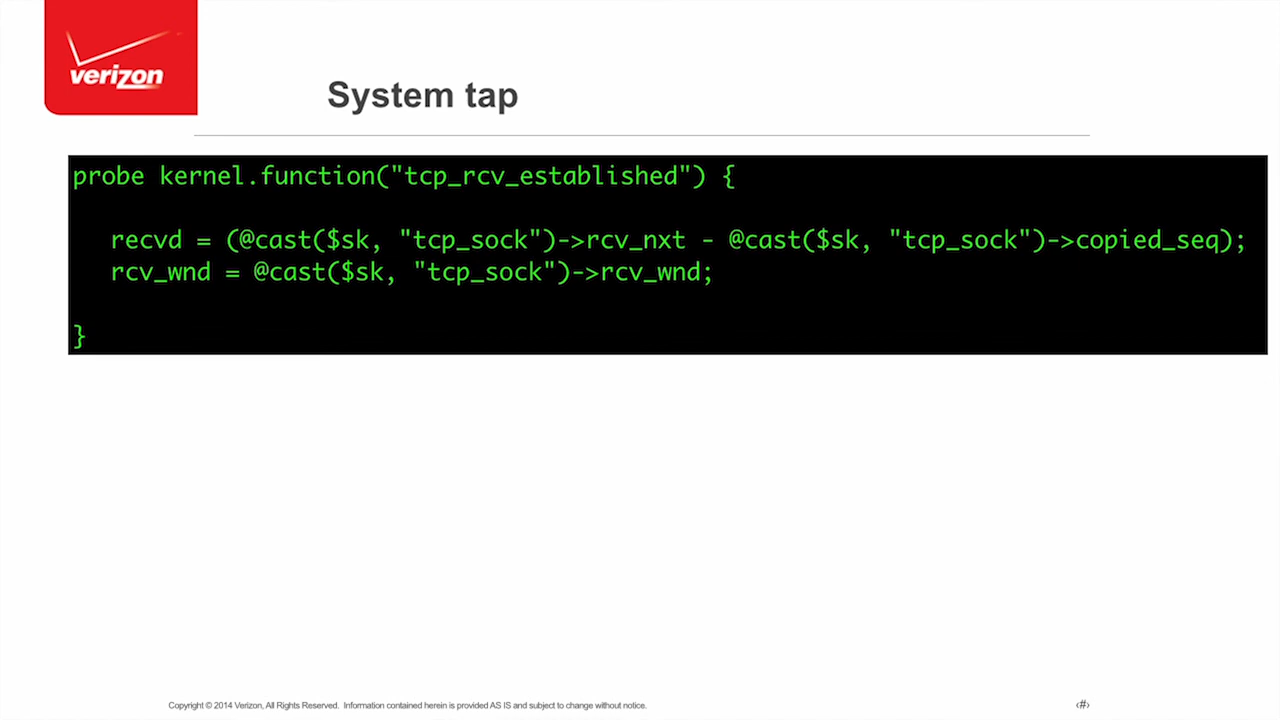 verizon
System tap
probe kernel.function("tcp_rcv_established") {
recvd = (@cast($sk, "tcp_sock")->rcv_nxt - @cast($sk, "tcp_sock")->copied_seq);
rcv_wnd = @cast($sk, "tcp_sock")->rcv_wnd;
}
Copyright © 2014 Verizon, All Rights Reserved. Information contained herein is provided AS IS and subject to change without notice.
‹#›